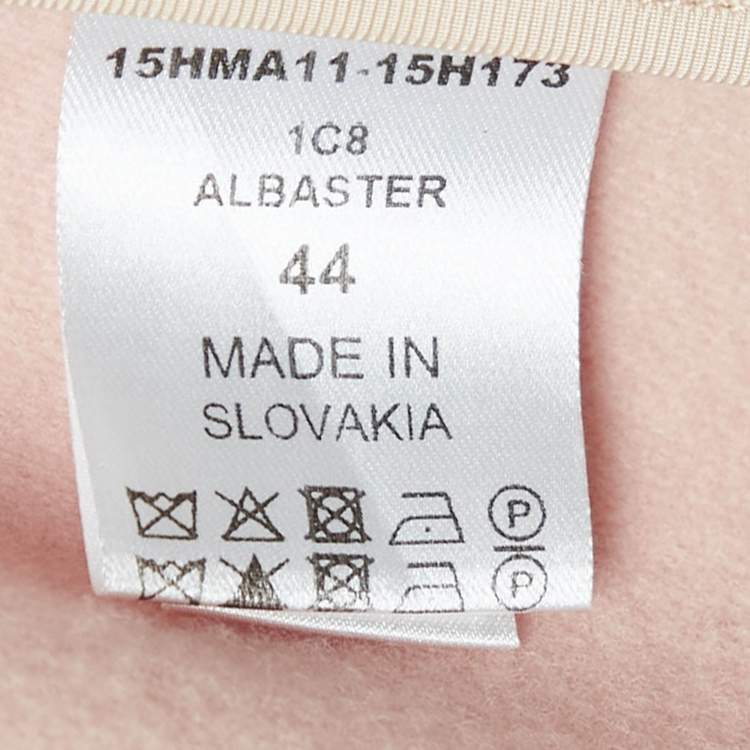 15HMA11-15H173
1C8
ALBASTER
44
MADE IN
SLOVAKIA
P
P